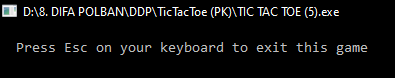 D:\8. DIFA POLBAN\DDP\TicTacToe (PK)\TIC TAC TOE (5).exe
Press Esc on your keyboard to exit this game